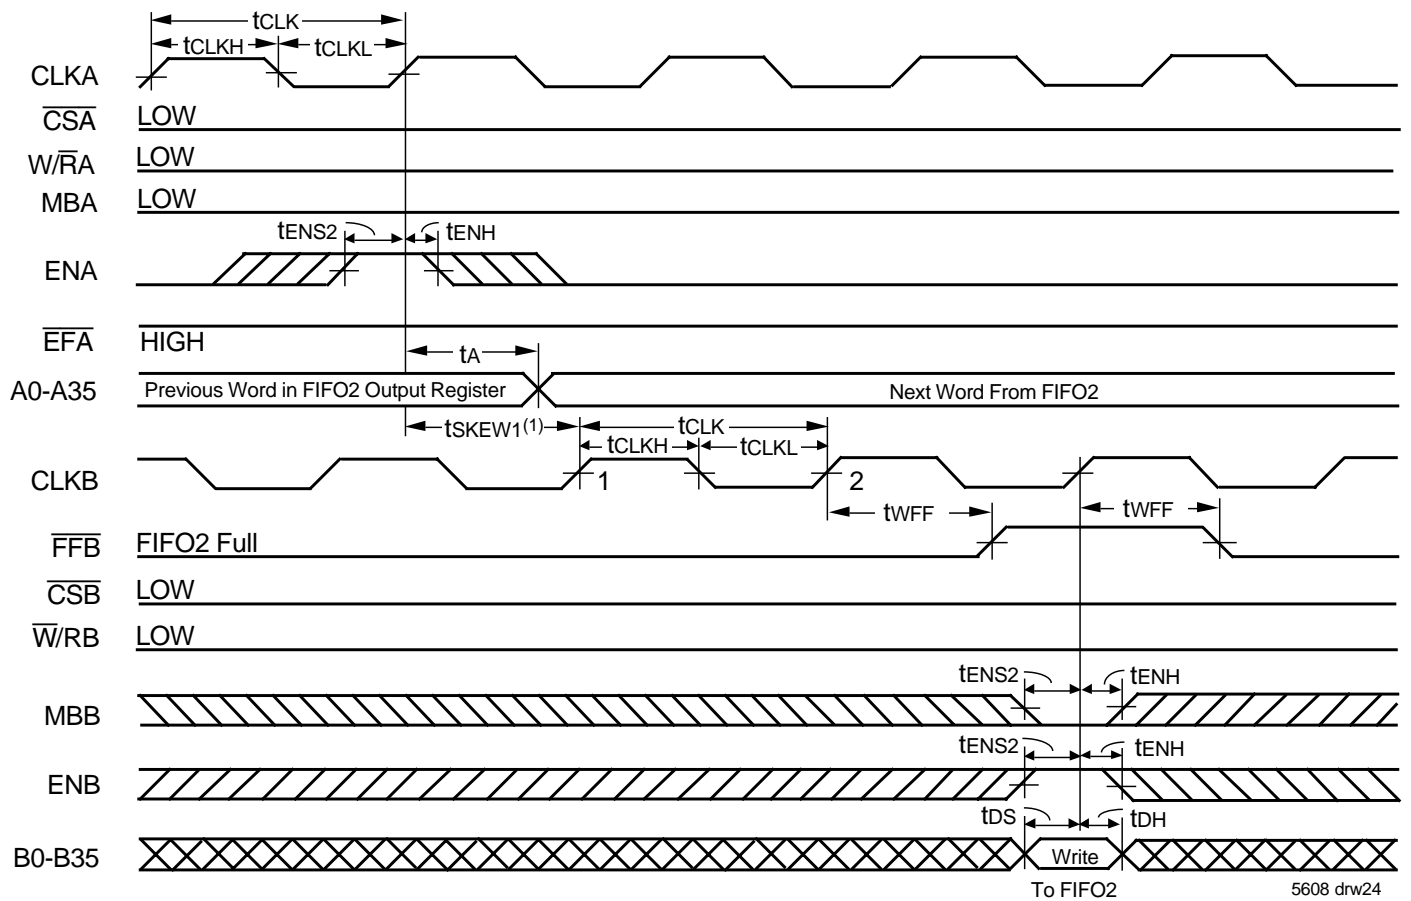 tCLK
tCLKH tCLKL
CLKA
CSA LOW
W/RA LOW
MBA LOW
tENS2 tENH
ENA
EFA HIGH
tA
A0-A35 Previous Word in FIFO2 Output Register Next Word From FIFO2
tSKEW1(1) tCLK
tCLKH tCLKL
CLKB 1 2
tWFF tWFF
FFB FIFO2 Full
CSB LOW
W/RB LOW
tENS2 tENH
MBB
tENS2 tENH
ENB
tDS tDH
B0-B35 Write
To FIFO2 5608 drw24